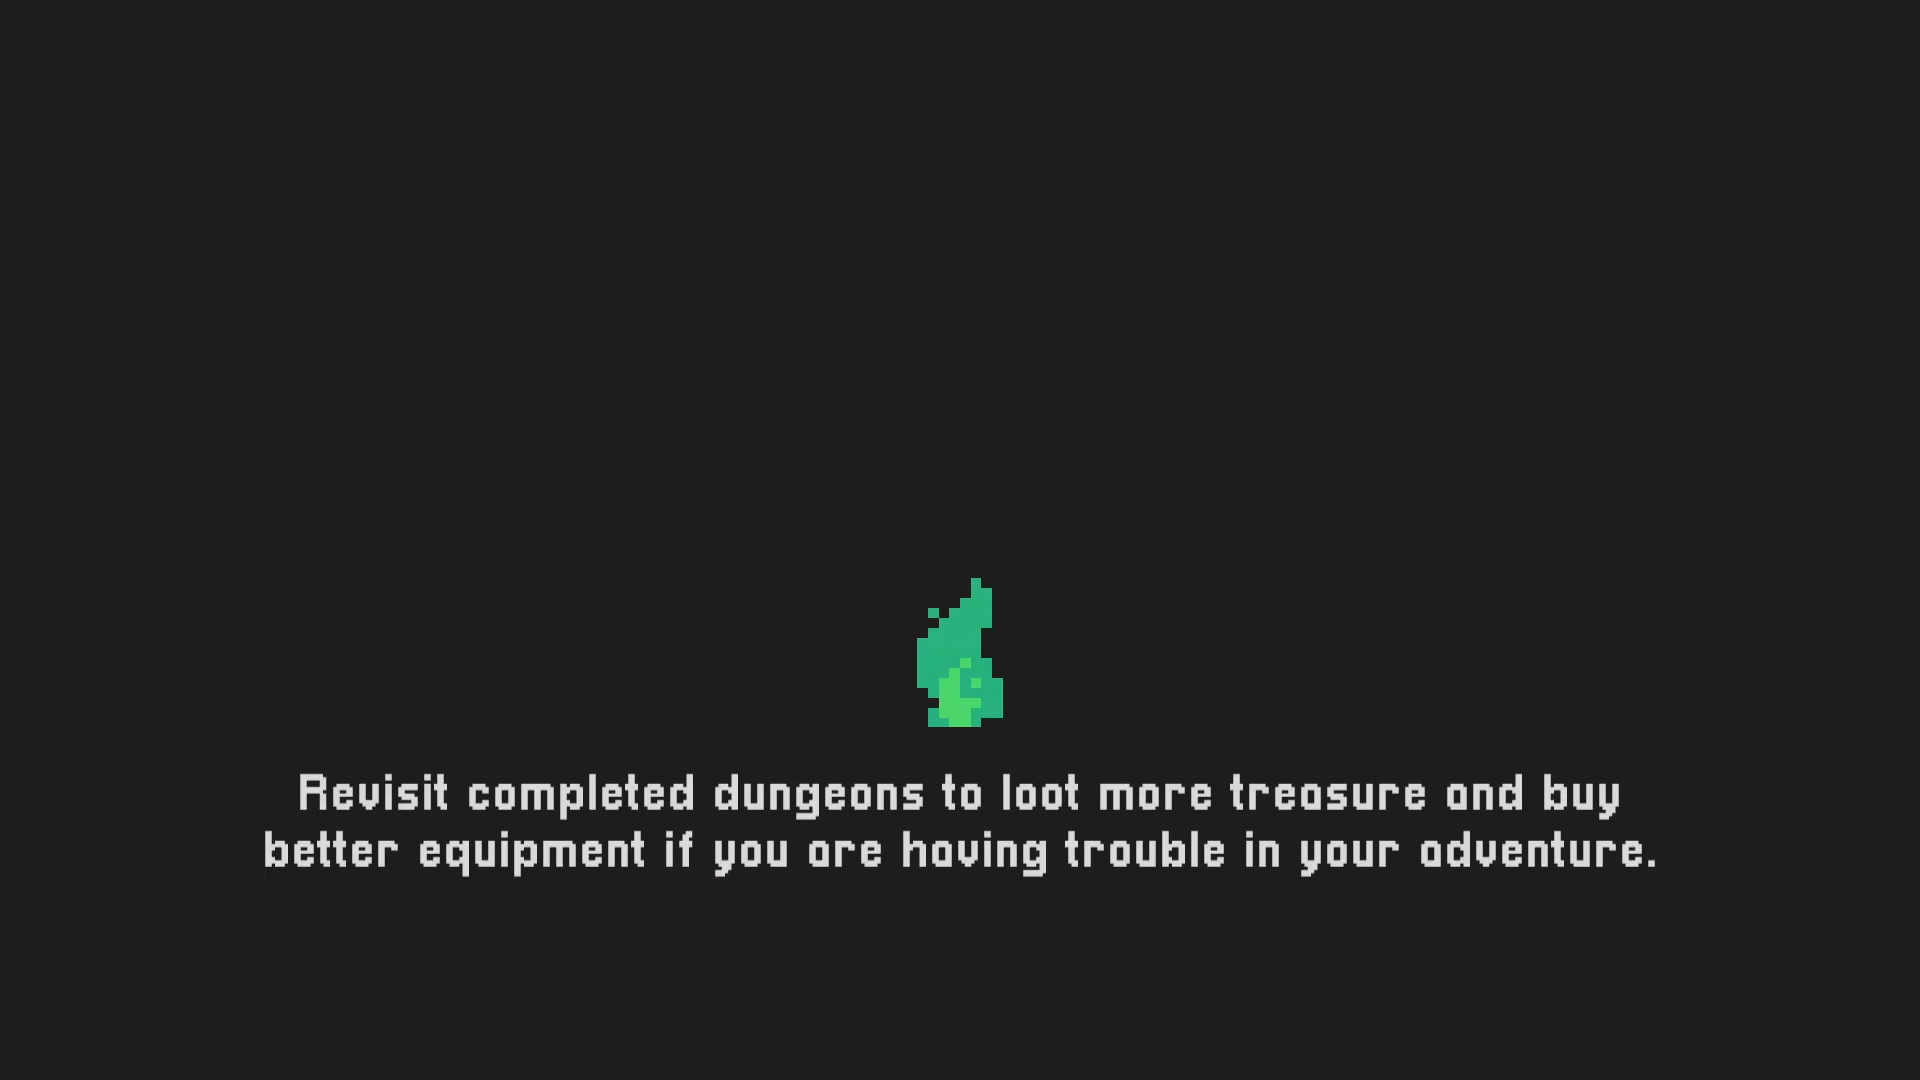 Revisit completed dungeons to loot more treasure and buy
better equipment if you are having trouble in your adventure.